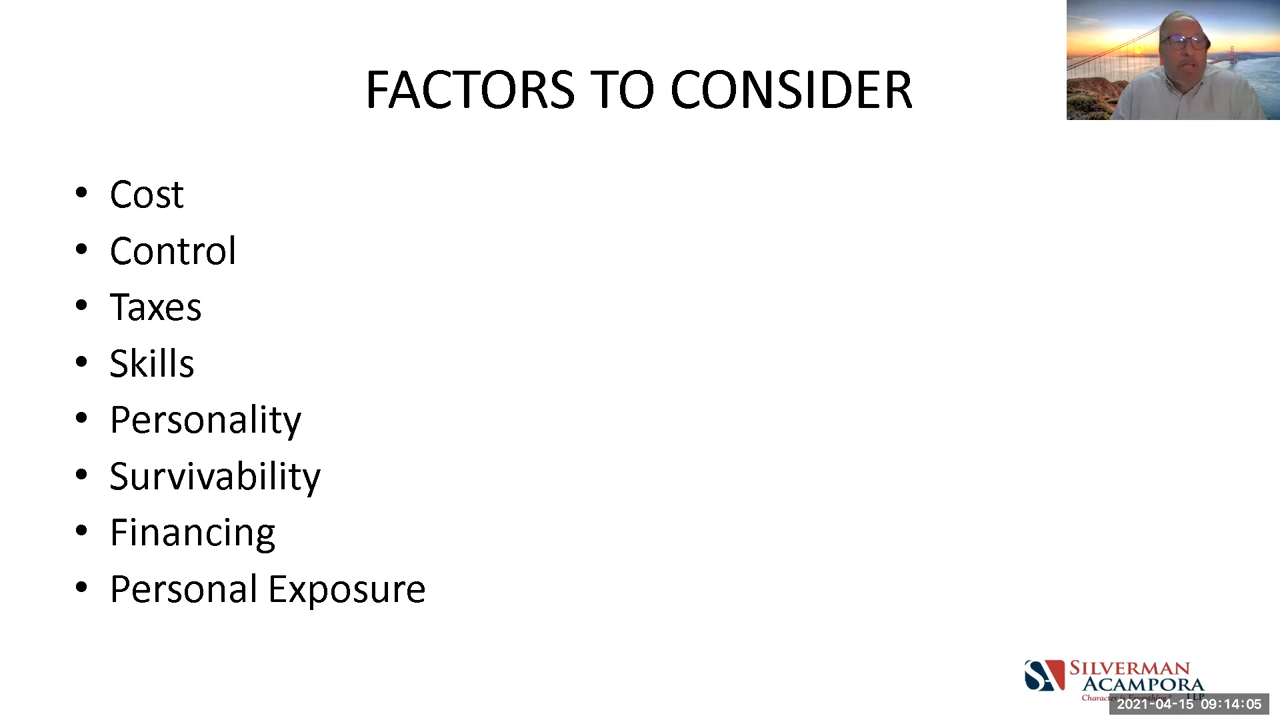 FACTORS TO CONSIDER
• Cost
• Control
• Taxes
• Skills
• Personality
• Survivability
• Financing
• Personal Exposure
SILVERMAN
ACAMPORA
LLP
2021-04-15 09:14:05